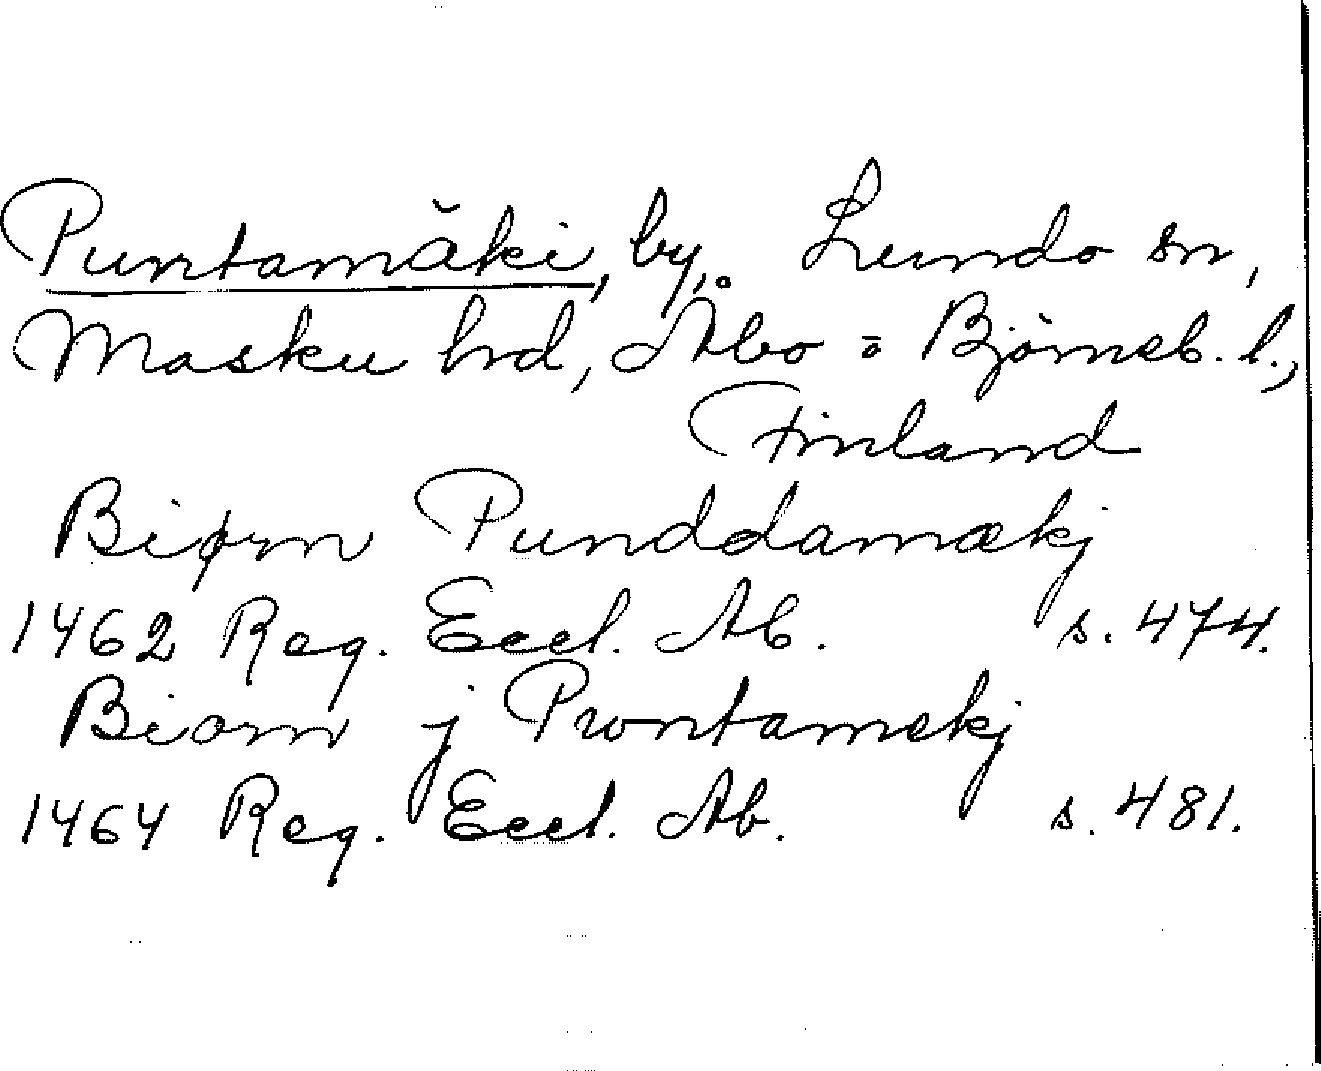 Puntamäki, by, Lundo sn,
Masku hd, Åbo = Björneb. l.,
Finland
Biørn Punddamækj
1462 Reg. Eccl. Ab. s. 474.
Biorn j Pwntamekj
1464 Reg. Eccl. Ab. s. 481.